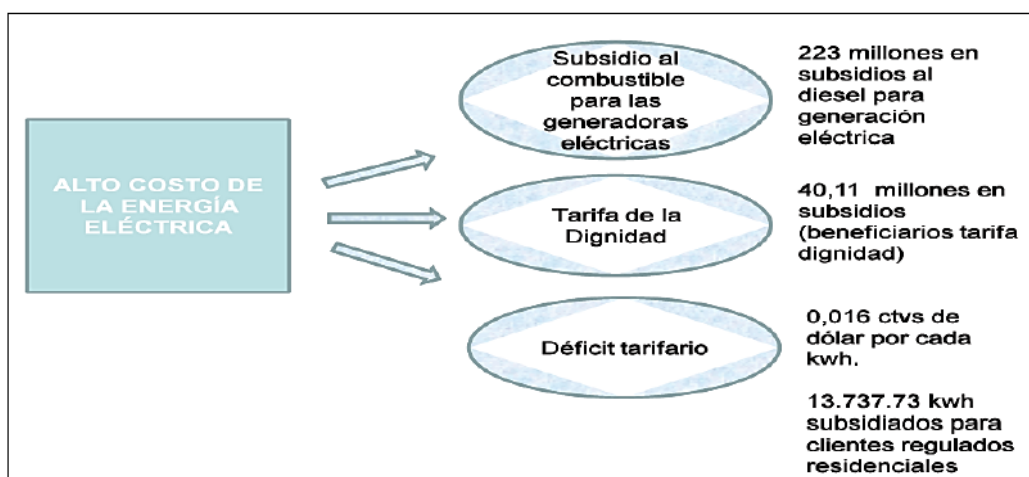 ALTO COSTO DE
LA ENERGÍA
ELÉCTRICA
Subsidio al
combustible
para las
generadoras
eléctricas
223 millones en
subsidios al
diesel para
generación
eléctrica
Tarifa de la
Dignidad
40,11 millones en
subsidios
(beneficiarios tarifa
dignidad)
Déficit tarifario
0,016 ctvs de
dólar por cada
kwh.
13.737.73 kwh
subsidiados para
clientes regulados
residenciales